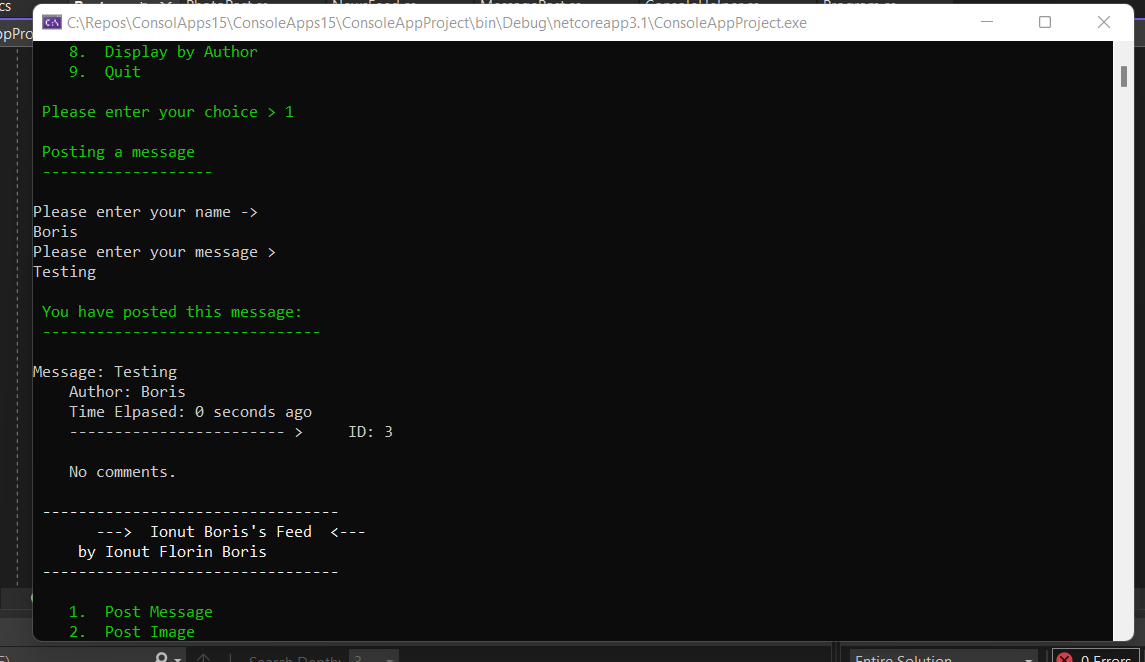 C:\Repos\ConsolApps15\ConsoleApps15\ConsoleAppProject\bin\Debug\netcoreapp3.1\ConsoleAppProject.exe
8. Display by Author
9. Quit
Please enter your choice > 1
Posting a message
-------------------
Please enter your name ->
Boris
Please enter your message >
Testing
You have posted this message:
-------------------------------
Message: Testing
Author: Boris
Time Elpased: 0 seconds ago
------------------------ > ID: 3
No comments.
---------------------------------
---> Ionut Boris's Feed <---
by Ionut Florin Boris
---------------------------------
1. Post Message
2. Post Image
Search Depth:
Entire Solution
0 Errors